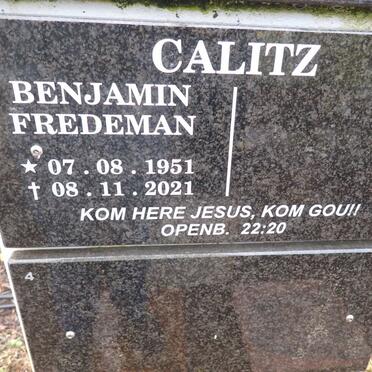 CALITZ
BENJAMIN
FREDEMAN
★ 07 . 08 . 1951
† 08 . 11 . 2021
KOM HERE JESUS, KOM GOU!!
OPENB. 22:20
4